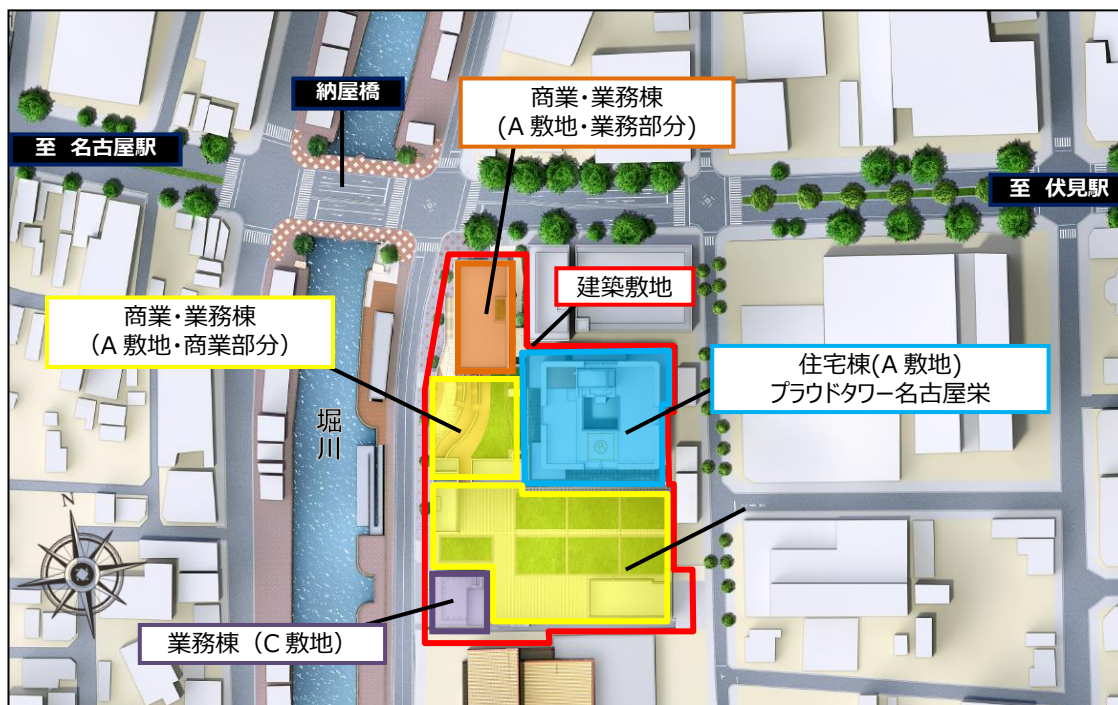 納屋橋
商業・業務棟
(A 敷地・業務部分)
至 名古屋駅
至 伏見駅
建築敷地
商業・業務棟
（A 敷地・商業部分）
住宅棟(A 敷地)
プラウドタワー名古屋栄
堀川
N
業務棟（C 敷地）